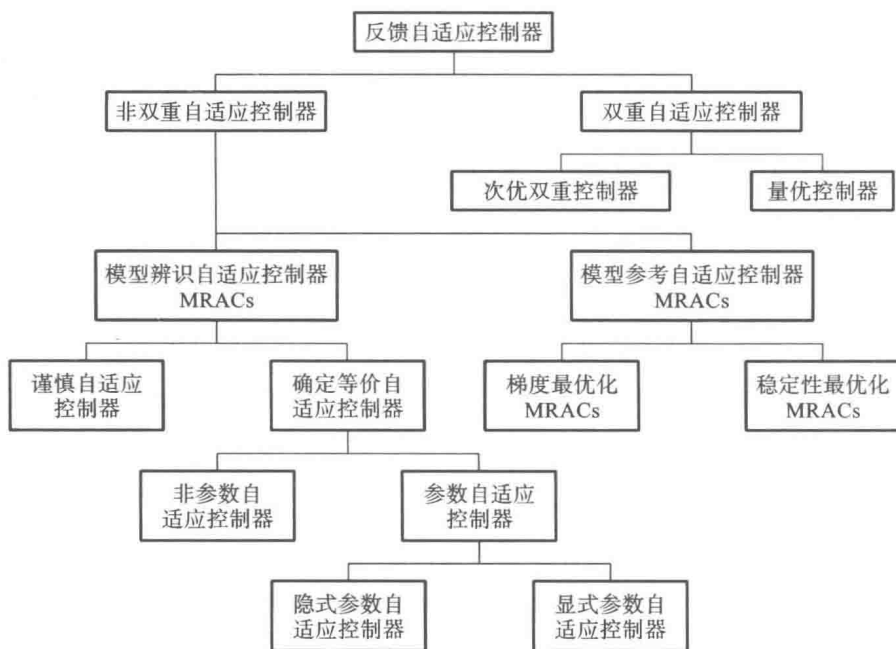 反馈自适应控制器
非双重自适应控制器
双重自适应控制器
次优双重控制器
量优控制器
模型辨识自适应控制器
MRACs
模型参考自适应控制器
MRACs
谨慎自适应
控制器
确定等价自
适应控制器
梯度最优化
MRACs
稳定性最优化
MRACs
非参数自
适应控制器
参数自适应
控制器
隐式参数自
适应控制器
显式参数自
适应控制器